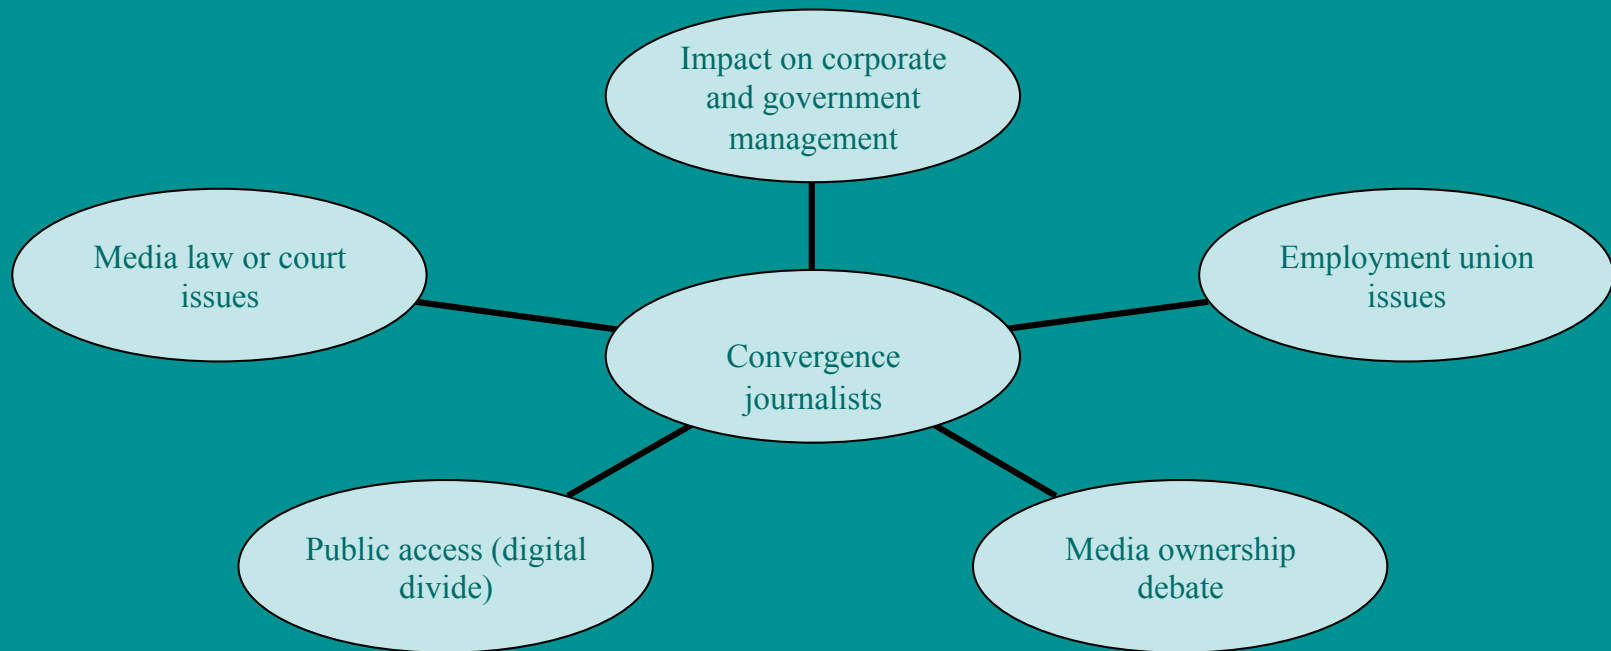 Impact on corporate
and government
management
Media law or court
issues
Employment union
issues
Convergence
journalists
Public access (digital
divide)
Media ownership
debate